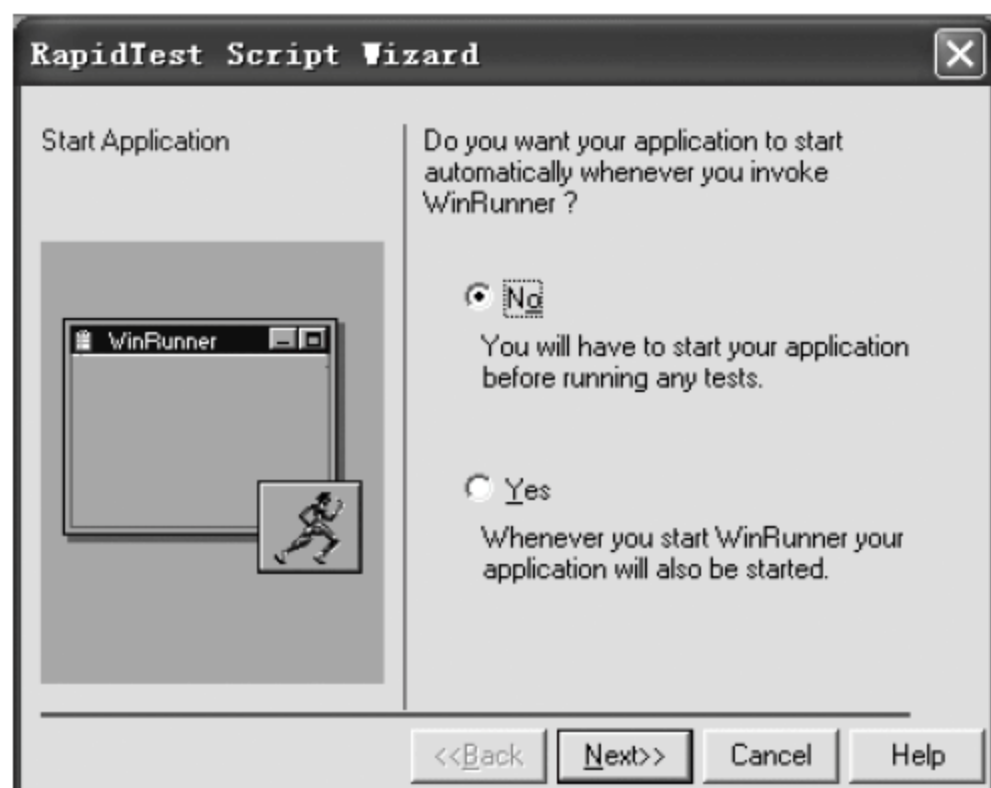 RapidTest Script Wizard
Start Application
Do you want your application to start
automatically whenever you invoke
WinRunner ?
WinRunner
No
You will have to start your application
before running any tests.
Yes
Whenever you start WinRunner your
application will also be started.
<<Back
Next>>
Cancel
Help